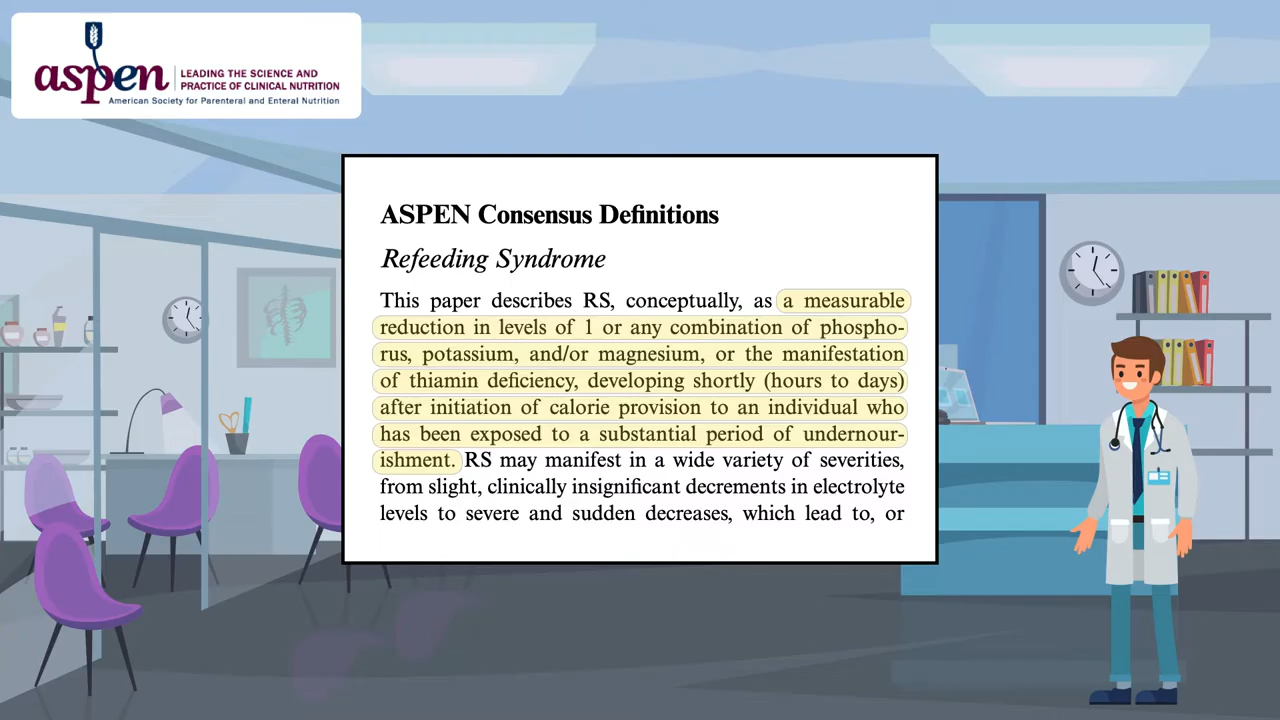 aspen
LEADING THE SCIENCE AND
PRACTICE OF CLINICAL NUTRITION
American Society for Parenteral and Enteral Nutrition
ASPEN Consensus Definitions
Refeeding Syndrome
This paper describes RS, conceptually, as a measurable
reduction in levels of 1 or any combination of phospho-
rus, potassium, and/or magnesium, or the manifestation
of thiamin deficiency, developing shortly (hours to days)
after initiation of calorie provision to an individual who
has been exposed to a substantial period of undernour-
ishment. RS may manifest in a wide variety of severities,
from slight, clinically insignificant decrements in electrolyte
levels to severe and sudden decreases, which lead to, or